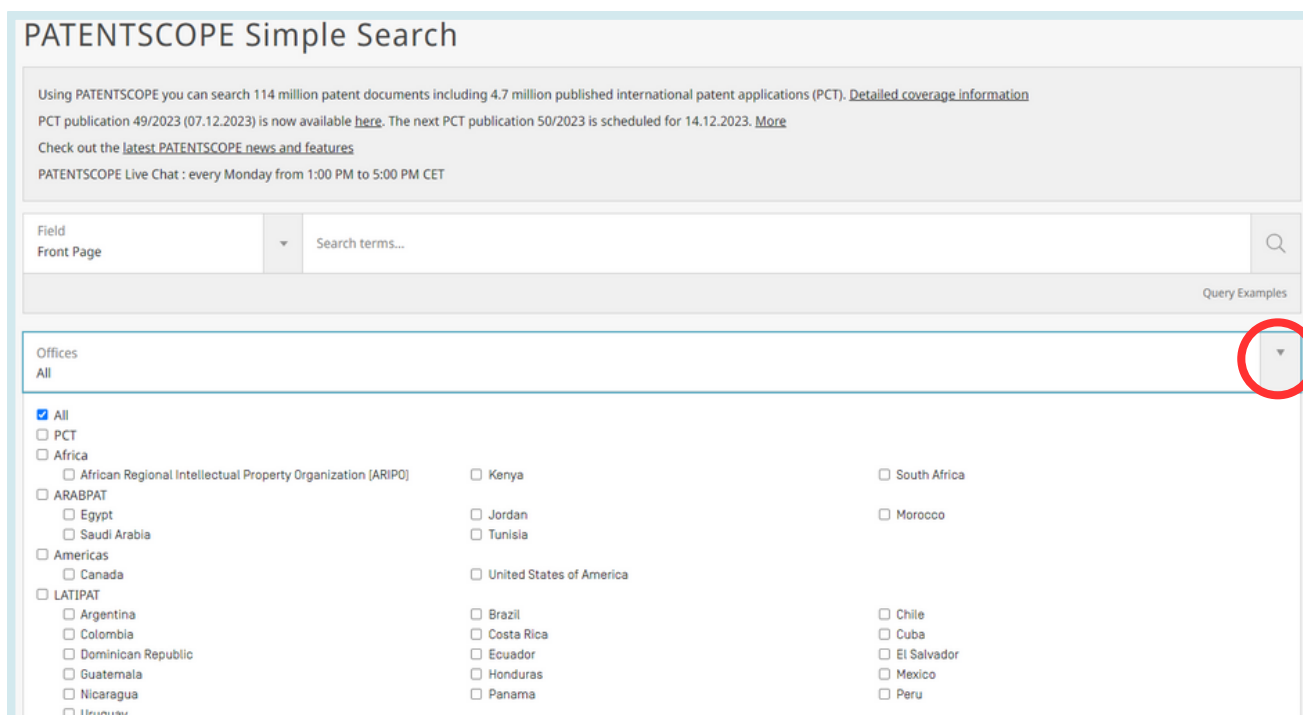 PATENTSCOPE Simple Search
Using PATENTSCOPE you can search 114 million patent documents including 4.7 million published international patent applications (PCT). Detailed coverage information
PCT publication 49/2023 (07.12.2023) is now available here. The next PCT publication 50/2023 is scheduled for 14.12.2023. More
Check out the latest PATENTSCOPE news and features
PATENTSCOPE Live Chat : every Monday from 1:00 PM to 5:00 PM CET
Field
Front Page
Search terms...
Query Examples
Offices
All
All
PCT
Africa
African Regional Intellectual Property Organization (ARIPO) Kenya South Africa
ARABPAT
Egypt Jordan Morocco
Saudi Arabia Tunisia
Americas
Canada United States of America
LATIPAT
Argentina Brazil Chile
Colombia Costa Rica Cuba
Dominican Republic Ecuador El Salvador
Guatemala Honduras Mexico
Nicaragua Panama Peru
Uruguay